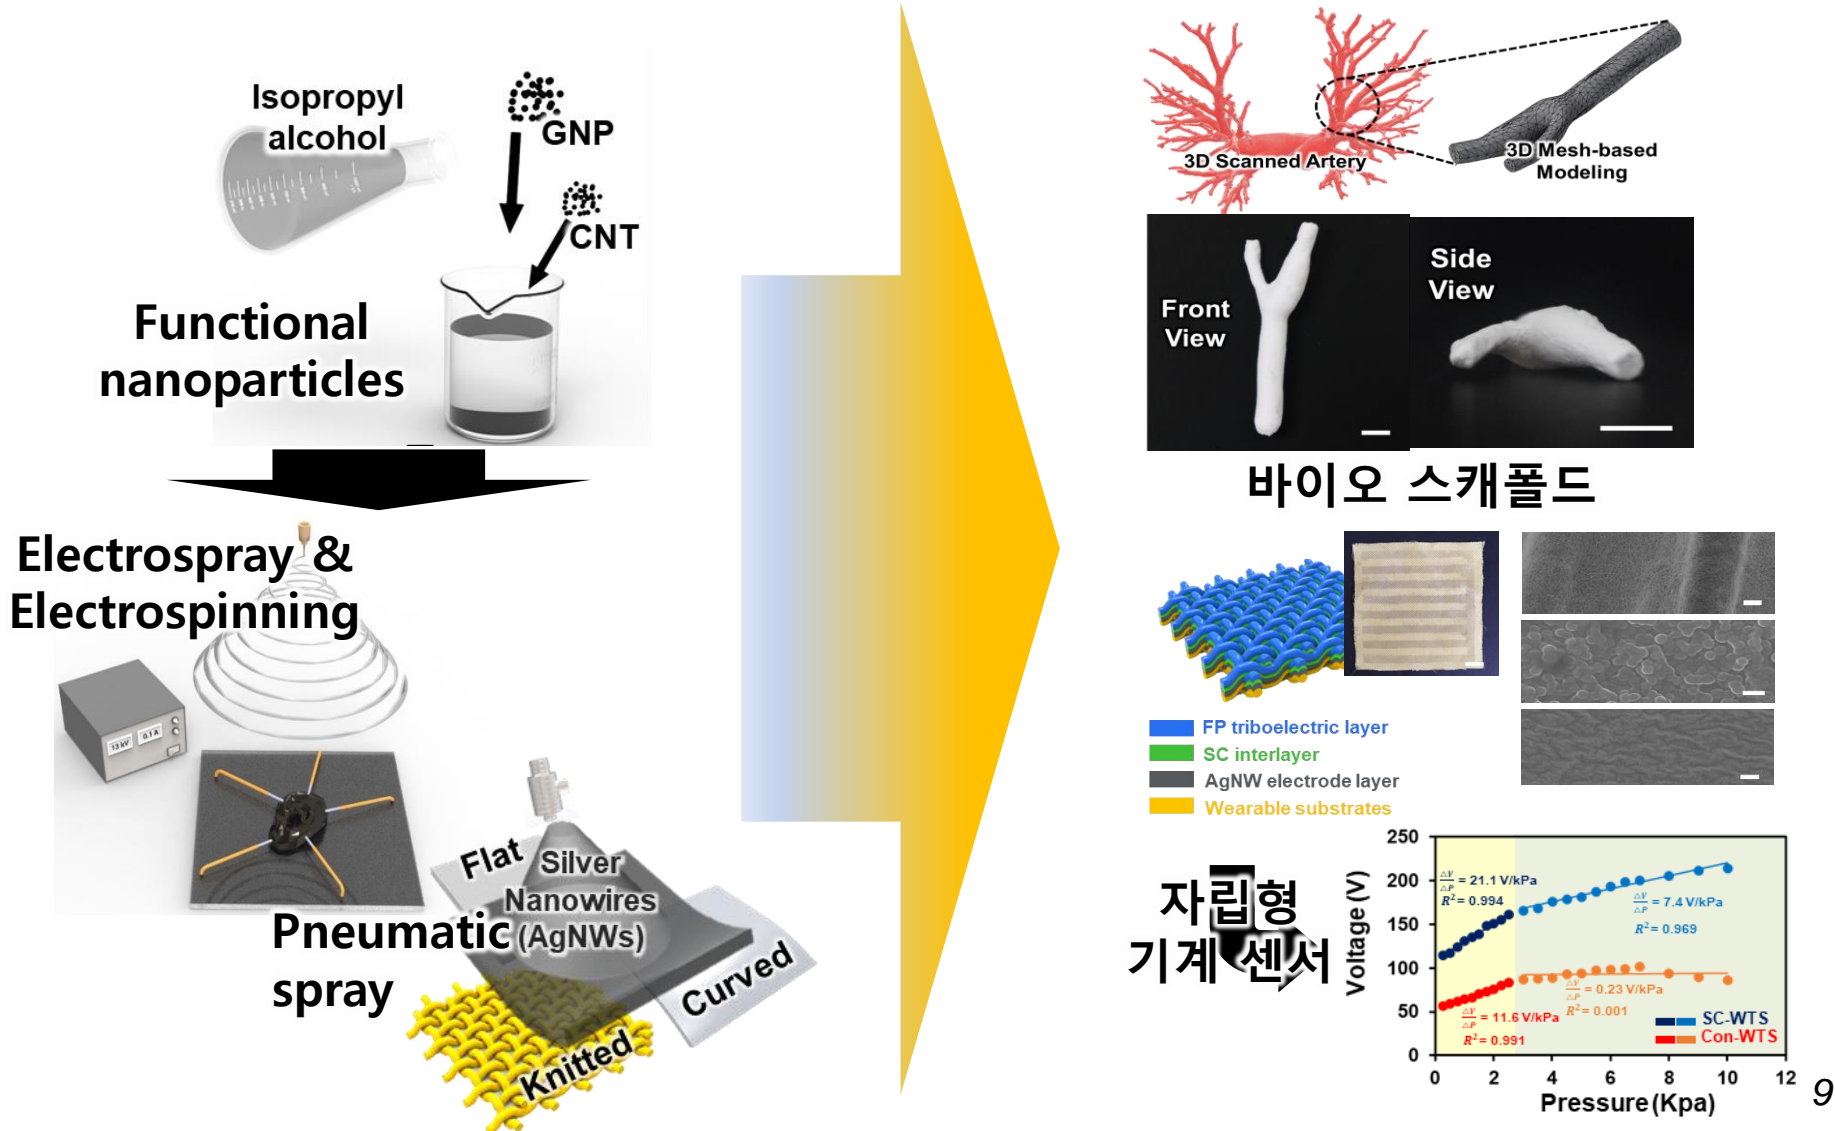 Isopropyl
alcohol
GNP
CNT
Functional
nanoparticles
Electrospray &
Electrospinning
13 kV
0.1 A
Flat
Silver
Nanowires
(AgNWs)
Pneumatic
spray
Curved
Knitted
3D Scanned Artery
3D Mesh-based
Modeling
Front
View
Side
View
바이오 스캐폴드
FP triboelectric layer
SC interlayer
AgNW electrode layer
Wearable substrates
자립형
기계 센서
Voltage (V)
250
200
150
100
50
0
△V/△P = 21.1 V/kPa
R² = 0.994
△V/△P = 7.4 V/kPa
R² = 0.969
△V/△P = 0.23 V/kPa
R² = 0.001
△V/△P = 11.6 V/kPa
R² = 0.991
SC-WTS
Con-WTS
0 2 4 6 8 10 12
Pressure (Kpa)
9